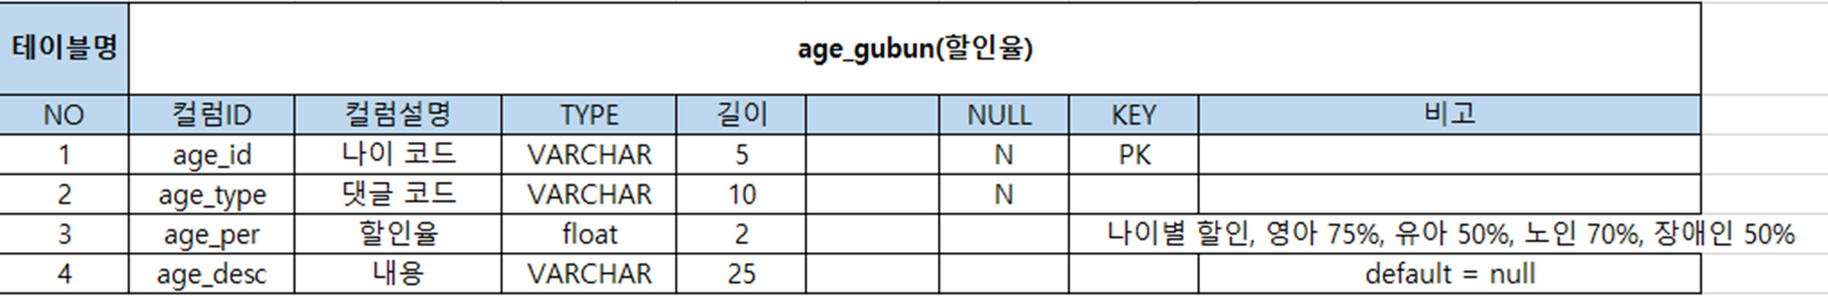 테이블명 age_gubun(할인율)
NO 컬럼ID 컬럼설명 TYPE 길이 NULL KEY 비고
1 age_id 나이 코드 VARCHAR 5 N PK
2 age_type 댓글 코드 VARCHAR 10 N
3 age_per 할인율 float 2 나이별 할인, 영아 75%, 유아 50%, 노인 70%, 장애인 50%
4 age_desc 내용 VARCHAR 25 default = null